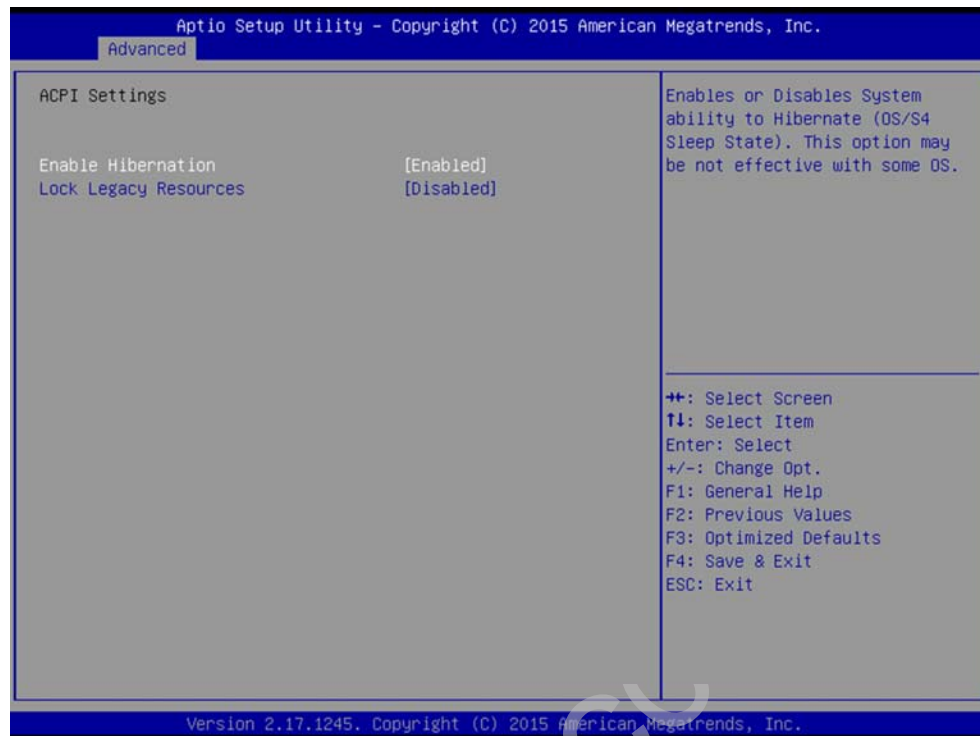 Aptio Setup Utility – Copyright (C) 2015 American Megatrends, Inc.
Advanced
ACPI Settings
Enable Hibernation [Enabled]
Lock Legacy Resources [Disabled]
Enables or Disables System
ability to Hibernate (OS/S4
Sleep State). This option may
be not effective with some OS.
→←: Select Screen
↑↓: Select Item
Enter: Select
+/-: Change Opt.
F1: General Help
F2: Previous Values
F3: Optimized Defaults
F4: Save & Exit
ESC: Exit
Version 2.17.1245. Copyright (C) 2015 American Megatrends, Inc.